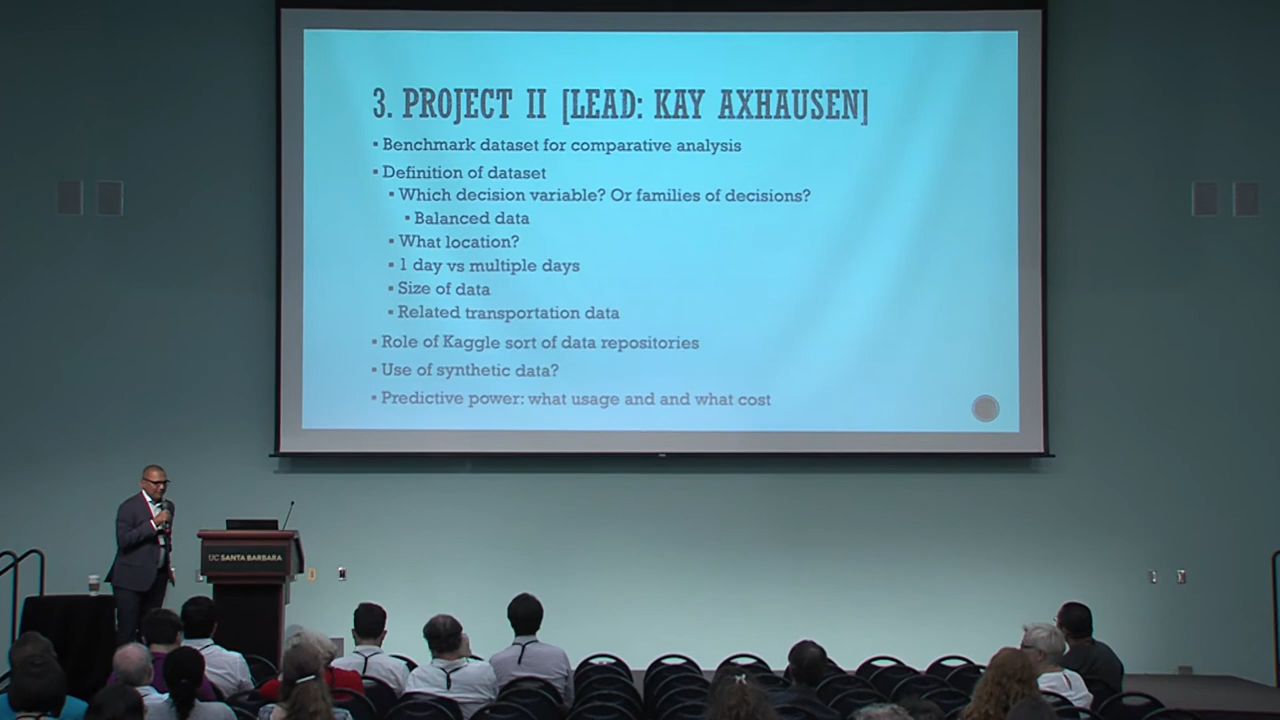 3. PROJECT II [LEAD: KAY AXHAUSEN]
▪ Benchmark dataset for comparative analysis
▪ Definition of dataset
▪ Which decision variable? Or families of decisions?
▪ Balanced data
▪ What location?
▪ 1 day vs multiple days
▪ Size of data
▪ Related transportation data
▪ Role of Kaggle sort of data repositories
▪ Use of synthetic data?
▪ Predictive power: what usage and and what cost
UC SANTA BARBARA